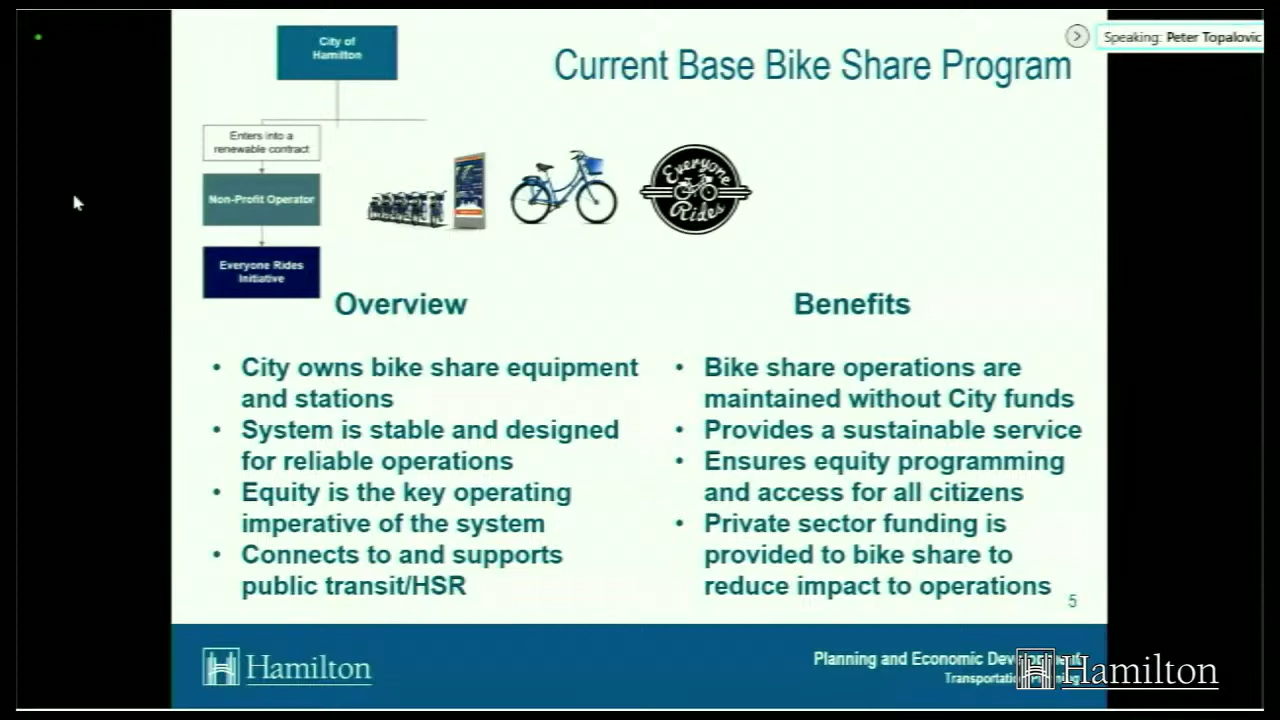 City of
Hamilton
Current Base Bike Share Program
Speaking: Peter Topalovic
Enters into a
renewable contract
Non-Profit Operator
Everyone Rides
Initiative
Everyone
Rides
Overview
• City owns bike share equipment
and stations
• System is stable and designed
for reliable operations
• Equity is the key operating
imperative of the system
• Connects to and supports
public transit/HSR
Benefits
• Bike share operations are
maintained without City funds
• Provides a sustainable service
• Ensures equity programming
and access for all citizens
• Private sector funding is
provided to bike share to
reduce impact to operations
5
Hamilton
Planning and Economic
Hamilton